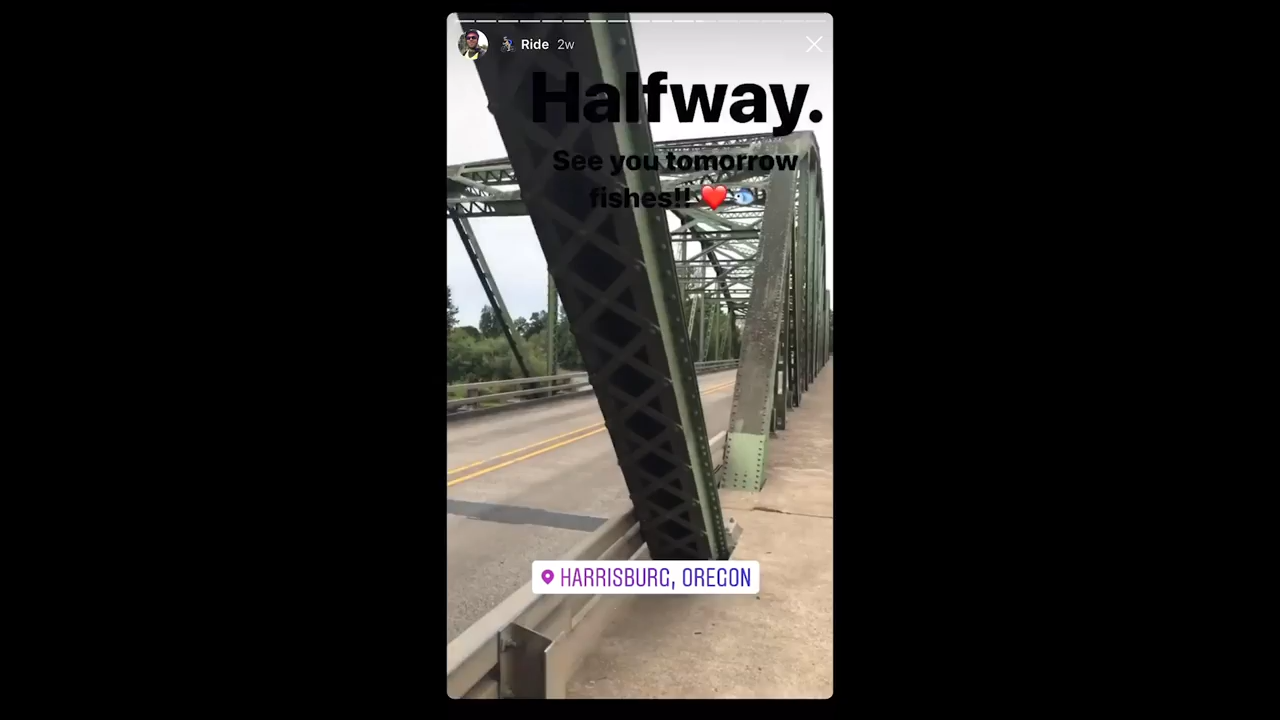 Ride 2w
Halfway.
See you tomorrow
fishes!! ❤️🐟
HARRISBURG, OREGON